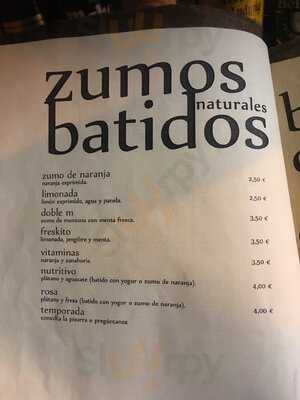 zumos
naturales
batidos
zumo de naranja
naranja exprimida.
2,50 €
limonada
limón exprimido, agua y panela.
2,50 €
doble m
zumo de manzana con menta fresca.
3,50 €
freskito
limonada, jengibre y menta.
3,50 €
vitaminas
naranja y zanahoria.
3,50 €
nutritivo
plátano y aguacate (batido con yogur o zumo de naranja).
4,00 €
rosa
plátano y fresa (batido con yogur o zumo de naranja).
4,00 €
temporada
consulta la pizarra o pregúntanos
4,00 €